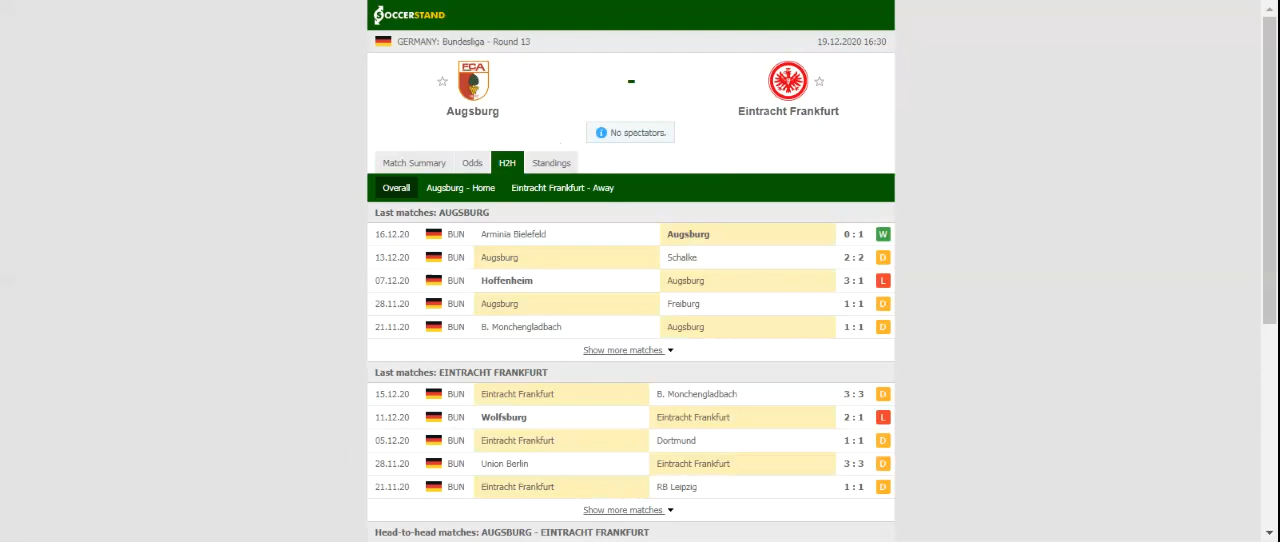 SOCCERSTAND
GERMANY: Bundesliga - Round 13 19.12.2020 16:30
FCA
-
Augsburg Eintracht Frankfurt
No spectators.
Match Summary Odds H2H Standings
Overall Augsburg - Home Eintracht Frankfurt - Away
Last matches: AUGSBURG
16.12.20 BUN Arminia Bielefeld Augsburg 0 : 1 W
13.12.20 BUN Augsburg Schalke 2 : 2 D
07.12.20 BUN Hoffenheim Augsburg 3 : 1 L
28.11.20 BUN Augsburg Freiburg 1 : 1 D
21.11.20 BUN B. Monchengladbach Augsburg 1 : 1 D
Show more matches
Last matches: EINTRACHT FRANKFURT
15.12.20 BUN Eintracht Frankfurt B. Monchengladbach 3 : 3 D
11.12.20 BUN Wolfsburg Eintracht Frankfurt 2 : 1 L
05.12.20 BUN Eintracht Frankfurt Dortmund 1 : 1 D
28.11.20 BUN Union Berlin Eintracht Frankfurt 3 : 3 D
21.11.20 BUN Eintracht Frankfurt RB Leipzig 1 : 1 D
Show more matches
Head-to-head matches: AUGSBURG - EINTRACHT FRANKFURT